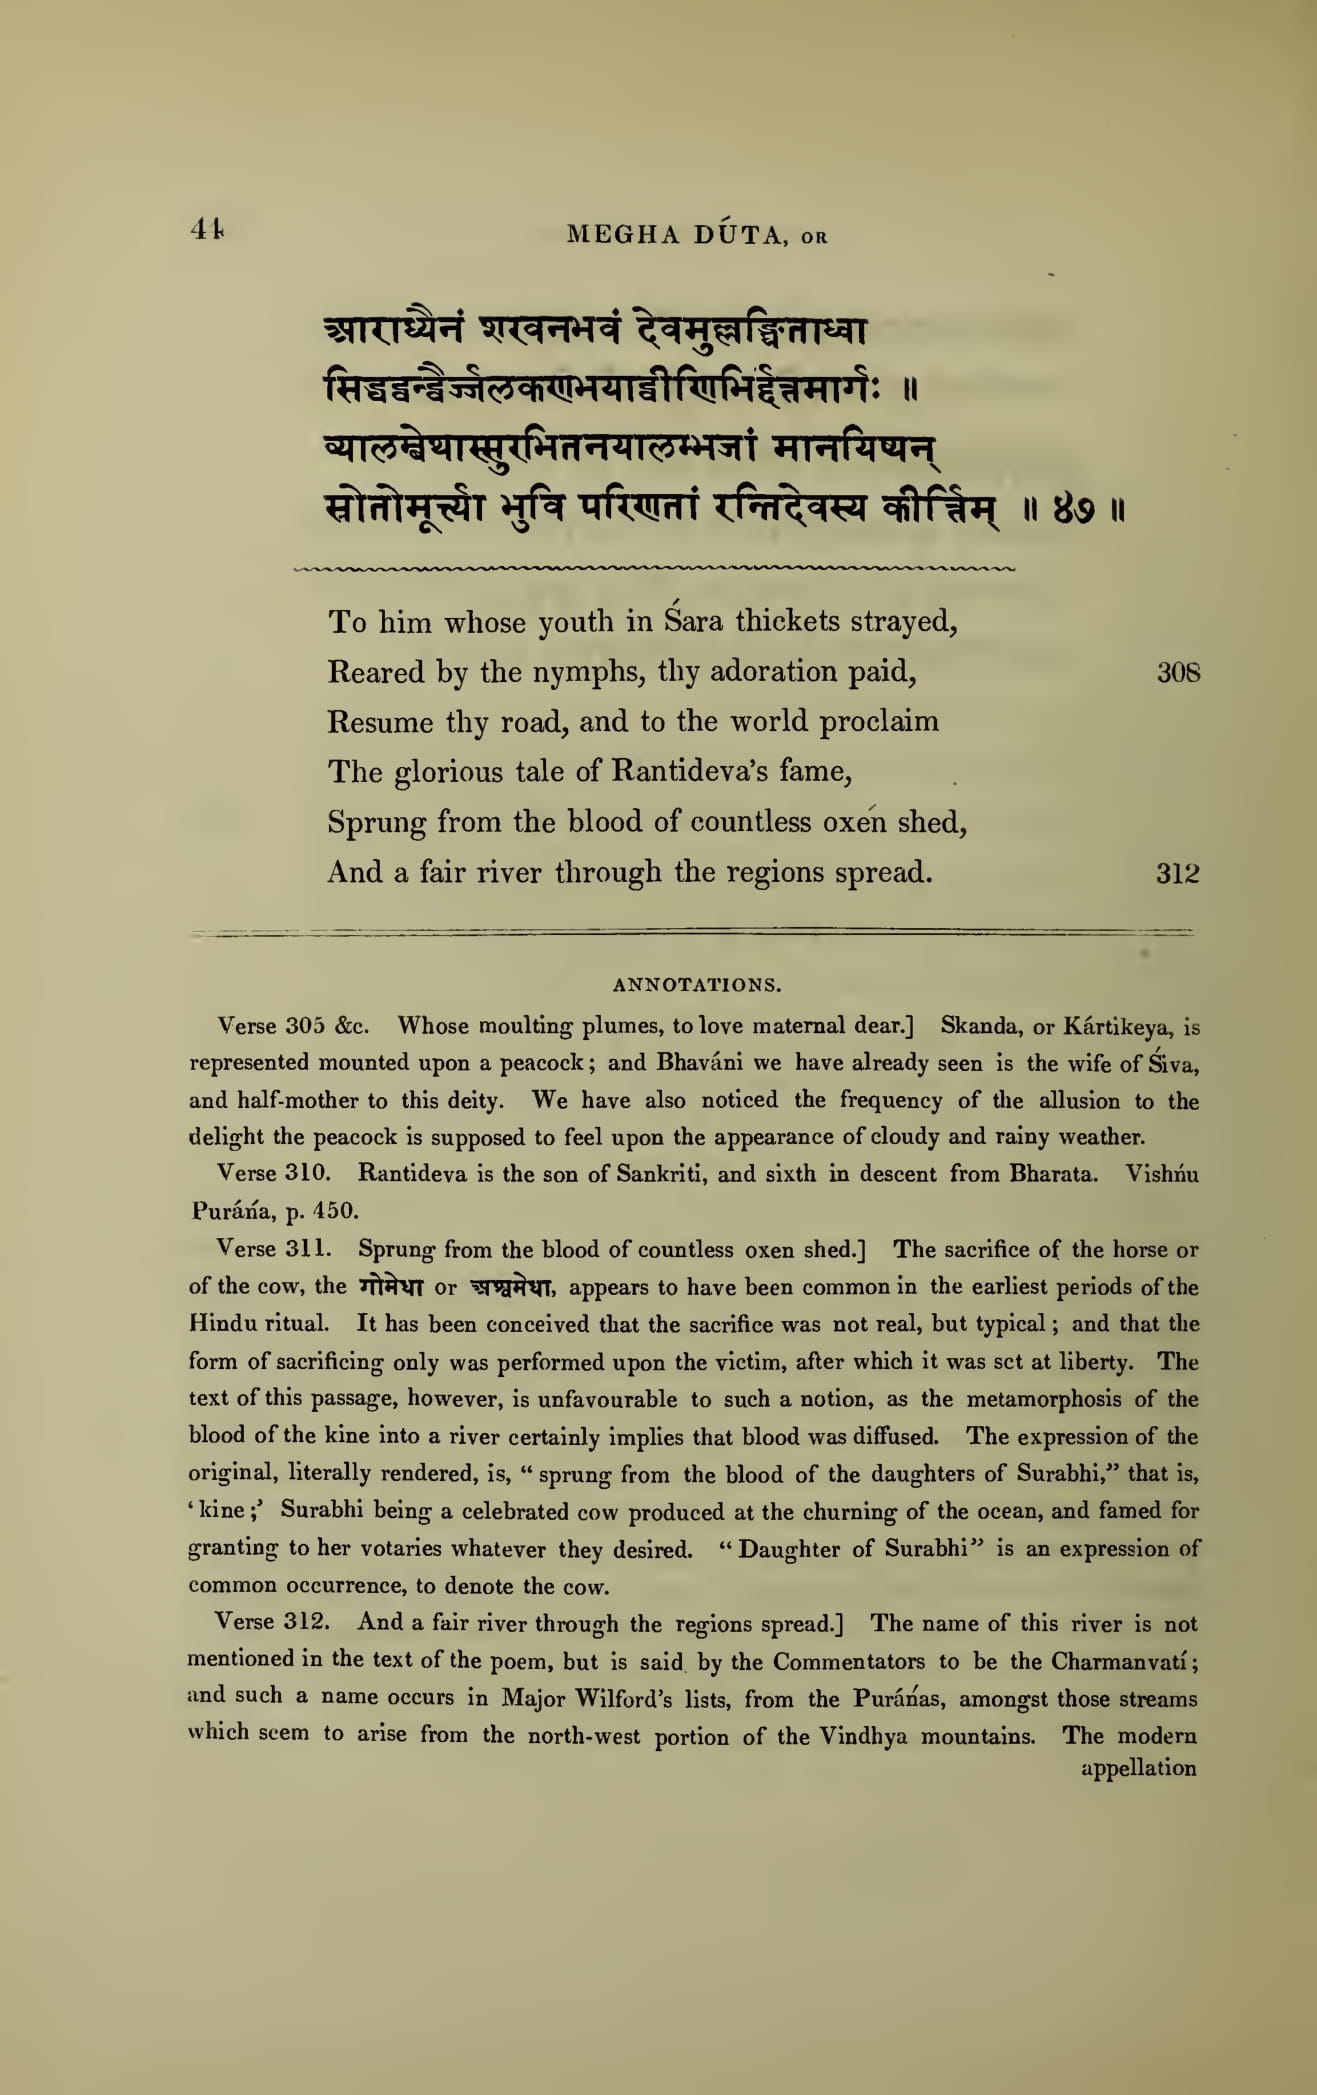 44
MEGHA DÚTA, OR
आराध्यैनं शरवनभवं देवमुल्लङ्घिताध्वा
सिद्धद्वन्द्वैर्ज्जलकणभयाद्वीणिभिर्द्दत्तमार्गः ॥
व्यालम्बेथास्सुरभितनयालम्भजां मानयिष्यन्
स्रोतोमूर्त्त्या भुवि परिणतां रन्तिदेवस्य कीर्त्तिम् ॥ ४७ ॥
To him whose youth in Śara thickets strayed,
Reared by the nymphs, thy adoration paid, 308
Resume thy road, and to the world proclaim
The glorious tale of Rantideva's fame,
Sprung from the blood of countless oxen shed,
And a fair river through the regions spread. 312
ANNOTATIONS.
Verse 305 &c. Whose moulting plumes, to love maternal dear.] Skanda, or Kártikeya, is
represented mounted upon a peacock; and Bhaváni we have already seen is the wife of Śiva,
and half-mother to this deity. We have also noticed the frequency of the allusion to the
delight the peacock is supposed to feel upon the appearance of cloudy and rainy weather.
Verse 310. Rantideva is the son of Sankriti, and sixth in descent from Bharata. Vishńu
Puráńa, p. 450.
Verse 311. Sprung from the blood of countless oxen shed.] The sacrifice of the horse or
of the cow, the गोमेधा or अश्वमेधा, appears to have been common in the earliest periods of the
Hindu ritual. It has been conceived that the sacrifice was not real, but typical; and that the
form of sacrificing only was performed upon the victim, after which it was set at liberty. The
text of this passage, however, is unfavourable to such a notion, as the metamorphosis of the
blood of the kine into a river certainly implies that blood was diffused. The expression of the
original, literally rendered, is, “sprung from the blood of the daughters of Surabhi,” that is,
‘kine;’ Surabhi being a celebrated cow produced at the churning of the ocean, and famed for
granting to her votaries whatever they desired. “Daughter of Surabhi” is an expression of
common occurrence, to denote the cow.
Verse 312. And a fair river through the regions spread.] The name of this river is not
mentioned in the text of the poem, but is said by the Commentators to be the Charmanvatí;
and such a name occurs in Major Wilford's lists, from the Puráńas, amongst those streams
which seem to arise from the north-west portion of the Vindhya mountains. The modern
appellation